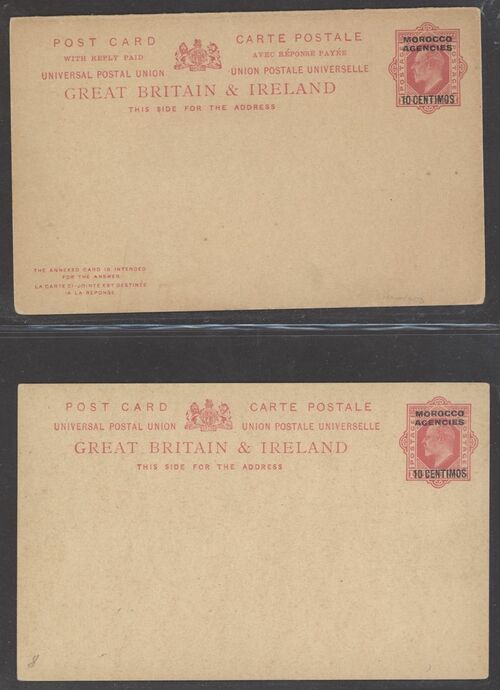 POST CARD CARTE POSTALE
WITH REPLY PAID AVEC RÉPONSE PAYÉE
UNIVERSAL POSTAL UNION UNION POSTALE UNIVERSELLE
GREAT BRITAIN & IRELAND
THIS SIDE FOR THE ADDRESS
MOROCCO
AGENCIES
POSTAGE
10 CENTIMOS
THE ANNEXED CARD IS INTENDED
FOR THE ANSWER
LA CARTE CI-JOINTE EST DESTINÉE
À LA RÉPONSE
POST CARD CARTE POSTALE
UNIVERSAL POSTAL UNION UNION POSTALE UNIVERSELLE
GREAT BRITAIN & IRELAND
THIS SIDE FOR THE ADDRESS
MOROCCO
AGENCIES
POSTAGE
10 CENTIMOS
8